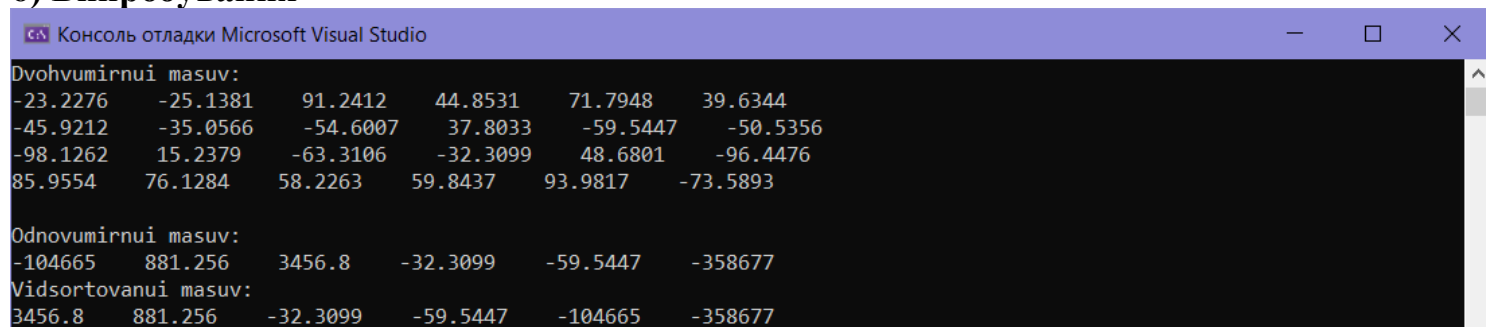 Консоль отладки Microsoft Visual Studio
Dvohvumirnui masuv:
-23.2276 -25.1381 91.2412 44.8531 71.7948 39.6344
-45.9212 -35.0566 -54.6007 37.8033 -59.5447 -50.5356
-98.1262 15.2379 -63.3106 -32.3099 48.6801 -96.4476
85.9554 76.1284 58.2263 59.8437 93.9817 -73.5893
Odnovumirnui masuv:
-104665 881.256 3456.8 -32.3099 -59.5447 -358677
Vidsortovanui masuv:
3456.8 881.256 -32.3099 -59.5447 -104665 -358677